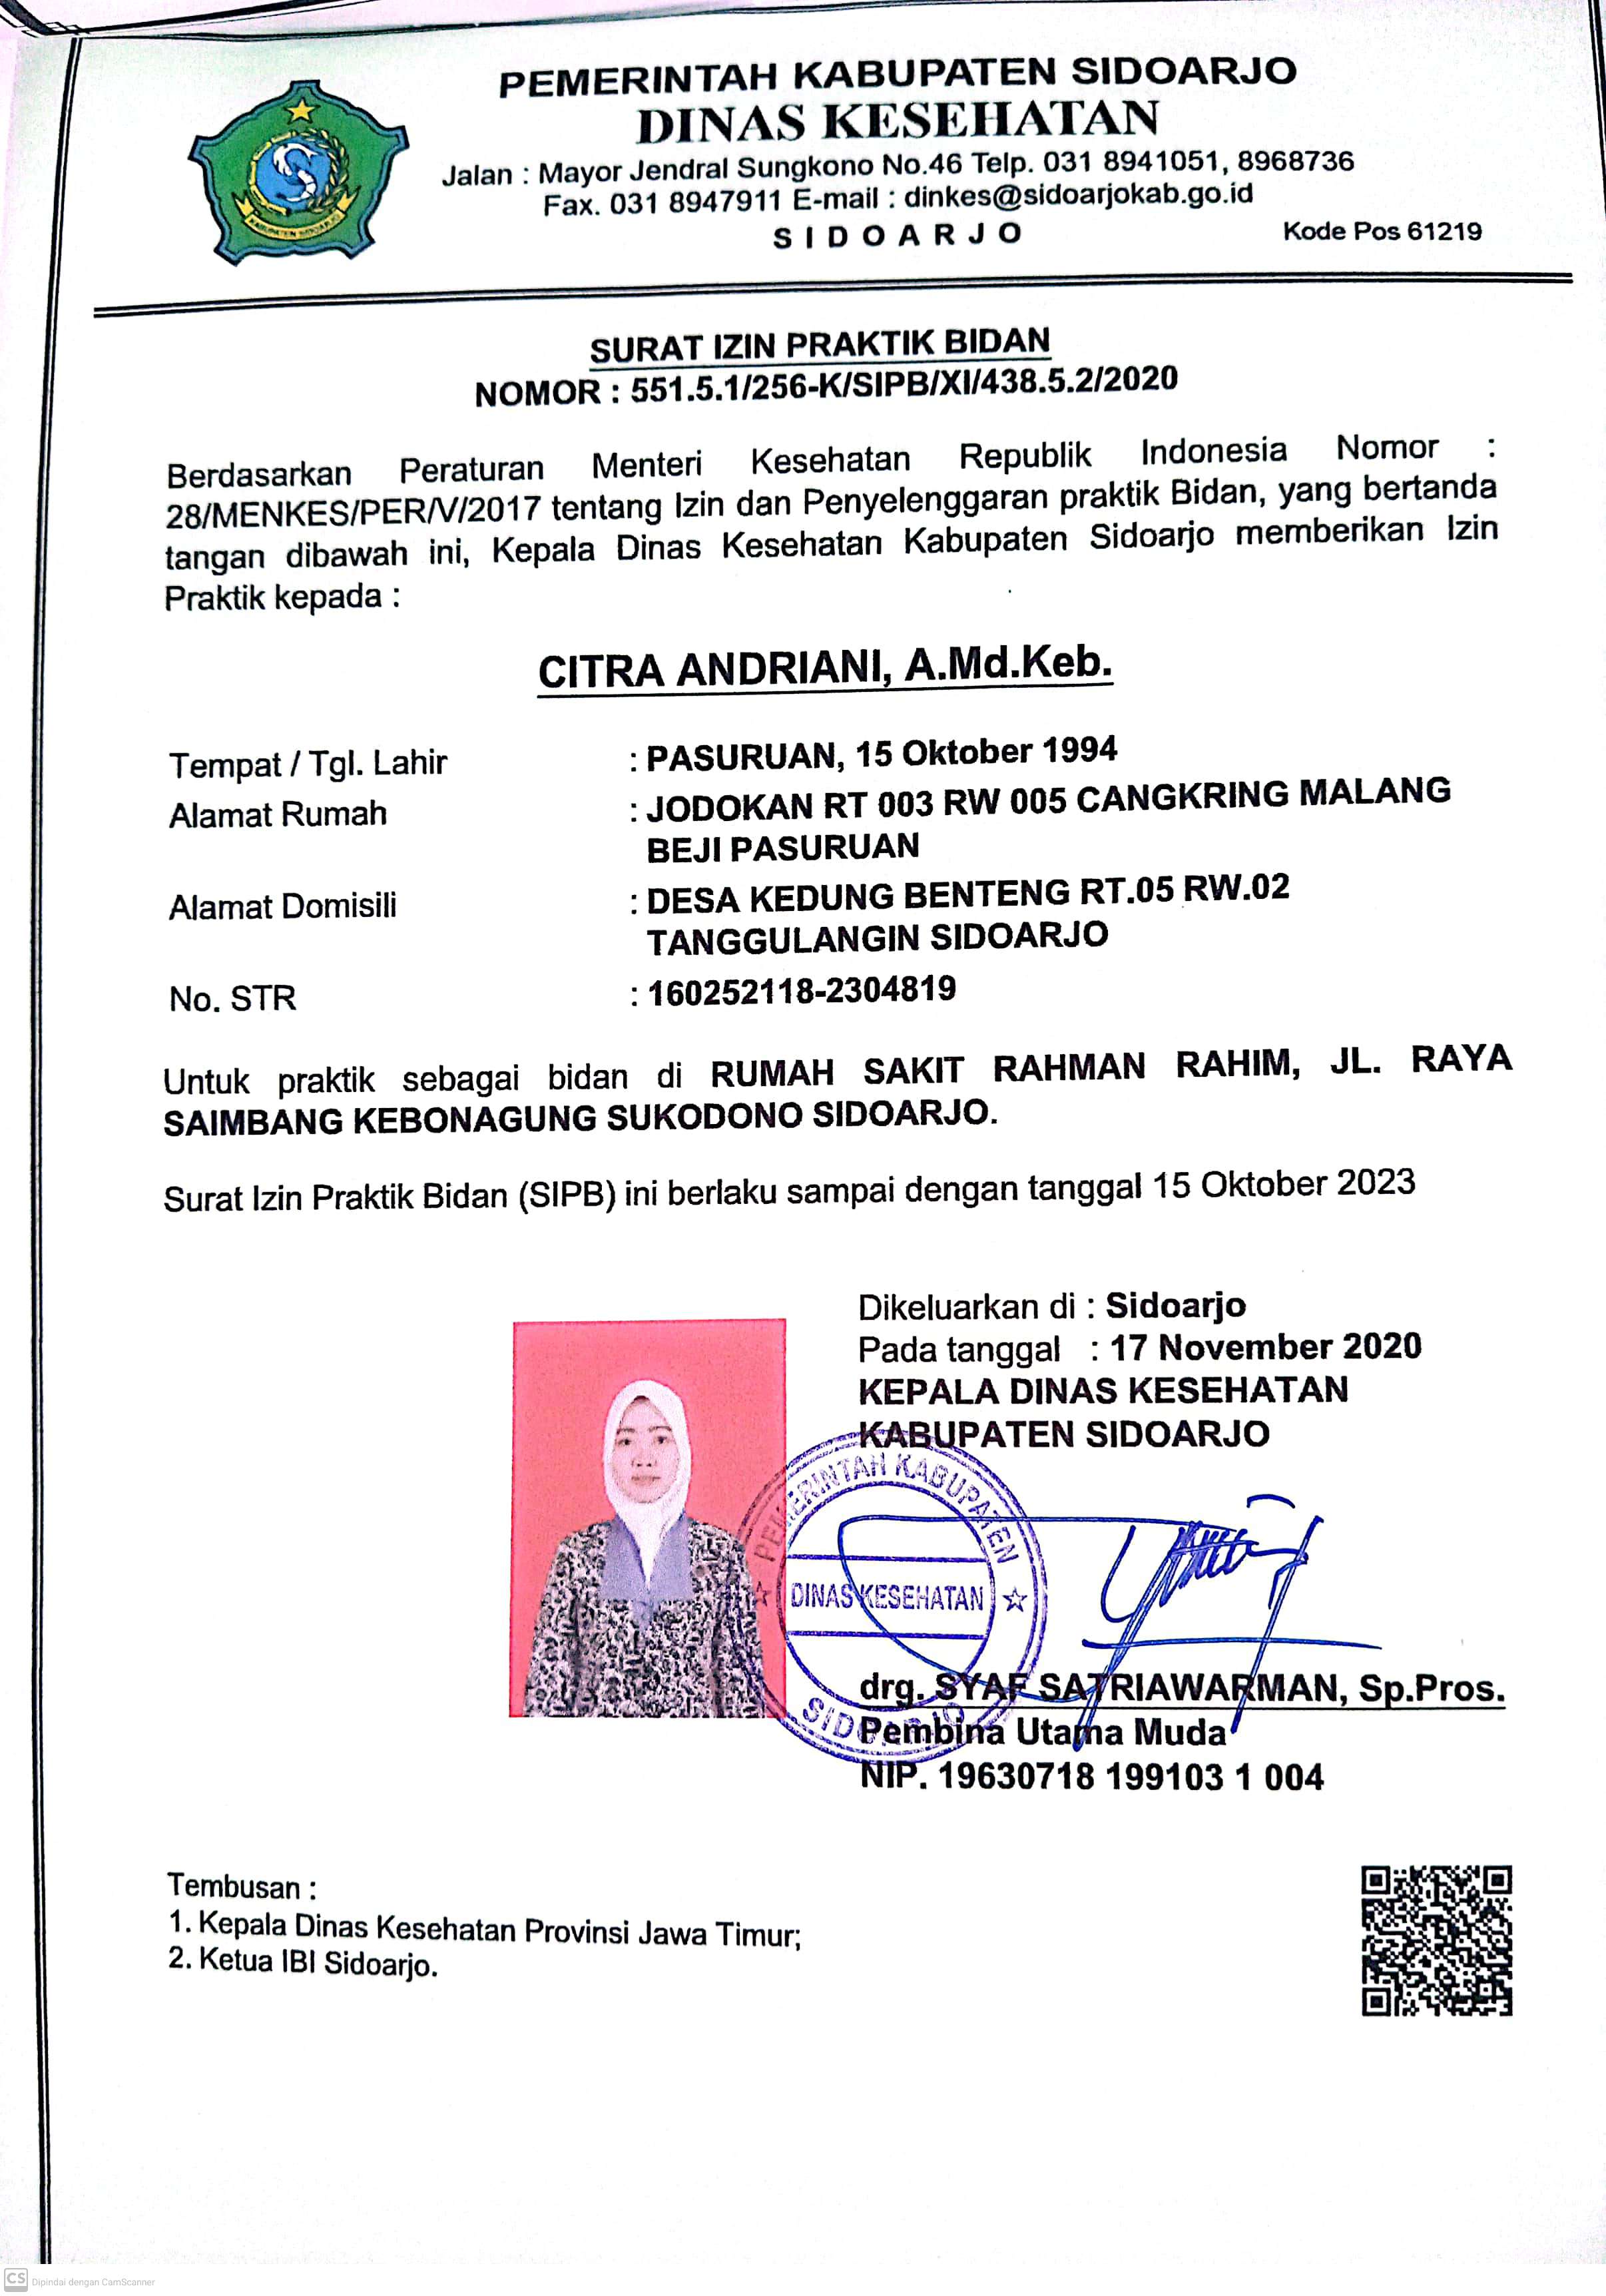 PEMERINTAH KABUPATEN SIDOARJO
DINAS KESEHATAN
Jalan : Mayor Jendral Sungkono No.46 Telp. 031 8941051, 8968736
Fax. 031 8947911 E-mail : dinkes@sidoarjokab.go.id
SIDOARJO
Kode Pos 61219
KABUPATEN SIDOARJO
SURAT IZIN PRAKTIK BIDAN
NOMOR : 551.5.1/256-K/SIPB/XI/438.5.2/2020
Berdasarkan Peraturan Menteri Kesehatan Republik Indonesia Nomor :
28/MENKES/PER/V/2017 tentang Izin dan Penyelenggaran praktik Bidan, yang bertanda
tangan dibawah ini, Kepala Dinas Kesehatan Kabupaten Sidoarjo memberikan Izin
Praktik kepada :
CITRA ANDRIANI, A.Md.Keb.
Tempat / Tgl. Lahir : PASURUAN, 15 Oktober 1994
Alamat Rumah : JODOKAN RT 003 RW 005 CANGKRING MALANG
BEJI PASURUAN
Alamat Domisili : DESA KEDUNG BENTENG RT.05 RW.02
TANGGULANGIN SIDOARJO
No. STR : 160252118-2304819
Untuk praktik sebagai bidan di RUMAH SAKIT RAHMAN RAHIM, JL. RAYA
SAIMBANG KEBONAGUNG SUKODONO SIDOARJO.
Surat Izin Praktik Bidan (SIPB) ini berlaku sampai dengan tanggal 15 Oktober 2023
Dikeluarkan di : Sidoarjo
Pada tanggal : 17 November 2020
KEPALA DINAS KESEHATAN
KABUPATEN SIDOARJO
PEMERINTAH KABUPATEN
DINAS KESEHATAN
SIDOARJO
drg. SYAF SATRIAWARMAN, Sp.Pros.
Pembina Utama Muda
NIP. 19630718 199103 1 004
Tembusan :
1. Kepala Dinas Kesehatan Provinsi Jawa Timur;
2. Ketua IBI Sidoarjo.
CS Dipindai dengan CamScanner